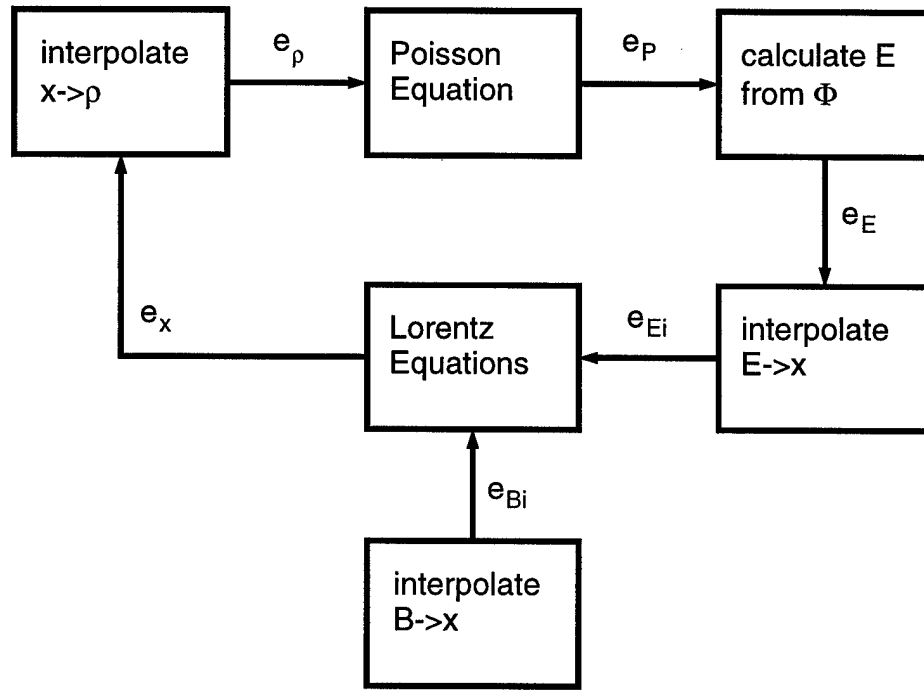 interpolate
x->ρ
e_ρ
Poisson
Equation
e_P
calculate E
from Φ
e_E
e_x
Lorentz
Equations
e_Ei
interpolate
E->x
e_Bi
interpolate
B->x